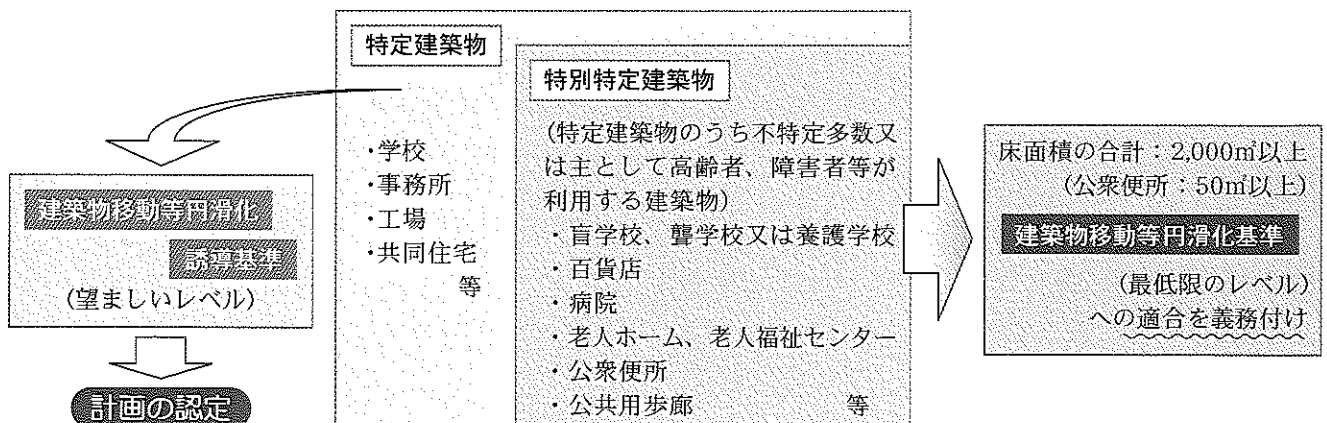 特定建築物
・学校
・事務所
・工場
・共同住宅
等
特別特定建築物
(特定建築物のうち不特定多数又
は主として高齢者、障害者等が
利用する建築物)
・盲学校、聾学校又は養護学校
・百貨店
・病院
・老人ホーム、老人福祉センター
・公衆便所
・公共用歩廊 等
建築物移動等円滑化
誘導基準
(望ましいレベル)
計画の認定
床面積の合計：2,000㎡以上
(公衆便所：50㎡以上)
建築物移動等円滑化基準
(最低限のレベル)
への適合を義務付け